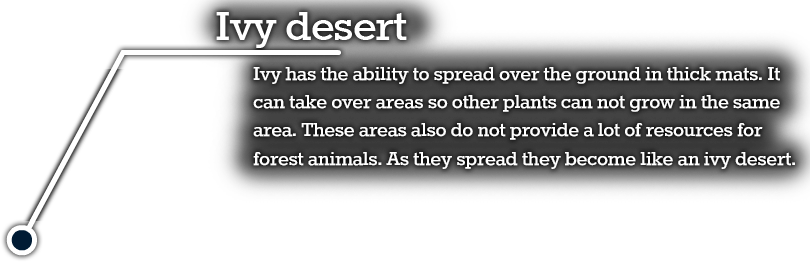 Ivy desert
Ivy has the ability to spread over the ground in thick mats. It
can take over areas so other plants can not grow in the same
area. These areas also do not provide a lot of resources for
forest animals. As they spread they become like an ivy desert.